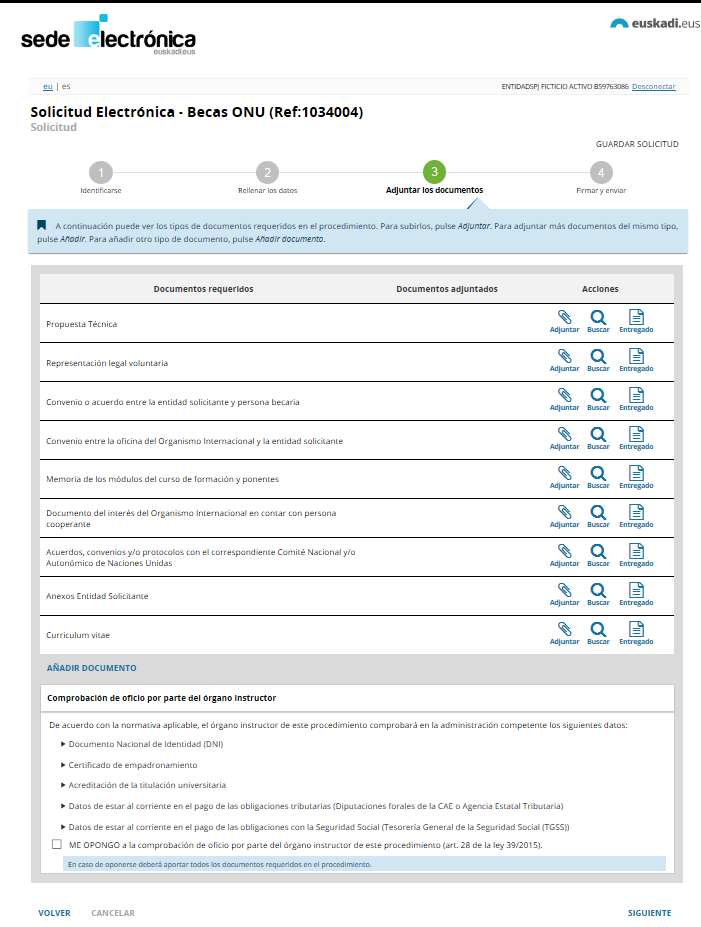 sede electrónica
euskadi.eus
euskadi.eus
eu | es
ENTIDADSPJ FICTICIO ACTIVO B59763086 Desconectar
Solicitud Electrónica - Becas ONU (Ref:1034004)
Solicitud
GUARDAR SOLICITUD
1 2 3 4
Identificarse Rellenar los datos Adjuntar los documentos Firmar y enviar
A continuación puede ver los tipos de documentos requeridos en el procedimiento. Para subirlos, pulse Adjuntar. Para adjuntar más documentos del mismo tipo,
pulse Añadir. Para añadir otro tipo de documento, pulse Añadir documento.
Documentos requeridos Documentos adjuntados Acciones
Propuesta Técnica
Adjuntar Buscar Entregado
Representación legal voluntaria
Adjuntar Buscar Entregado
Convenio o acuerdo entre la entidad solicitante y persona becaria
Adjuntar Buscar Entregado
Convenio entre la oficina del Organismo Internacional y la entidad solicitante
Adjuntar Buscar Entregado
Memoria de los módulos del curso de formación y ponentes
Adjuntar Buscar Entregado
Documento del interés del Organismo Internacional en contar con persona
cooperante
Adjuntar Buscar Entregado
Acuerdos, convenios y/o protocolos con el correspondiente Comité Nacional y/o
Autonómico de Naciones Unidas
Adjuntar Buscar Entregado
Anexos Entidad Solicitante
Adjuntar Buscar Entregado
Curriculum vitae
Adjuntar Buscar Entregado
AÑADIR DOCUMENTO
Comprobación de oficio por parte del órgano instructor
De acuerdo con la normativa aplicable, el órgano instructor de este procedimiento comprobará en la administración competente los siguientes datos:
Documento Nacional de Identidad (DNI)
Certificado de empadronamiento
Acreditación de la titulación universitaria
Datos de estar al corriente en el pago de las obligaciones tributarias (Diputaciones forales de la CAE o Agencia Estatal Tributaria)
Datos de estar al corriente en el pago de las obligaciones con la Seguridad Social (Tesorería General de la Seguridad Social (TGSS))
ME OPONGO a la comprobación de oficio por parte del órgano instructor de este procedimiento (art. 28 de la ley 39/2015).
En caso de oponerse deberá aportar todos los documentos requeridos en el procedimiento.
VOLVER CANCELAR SIGUIENTE